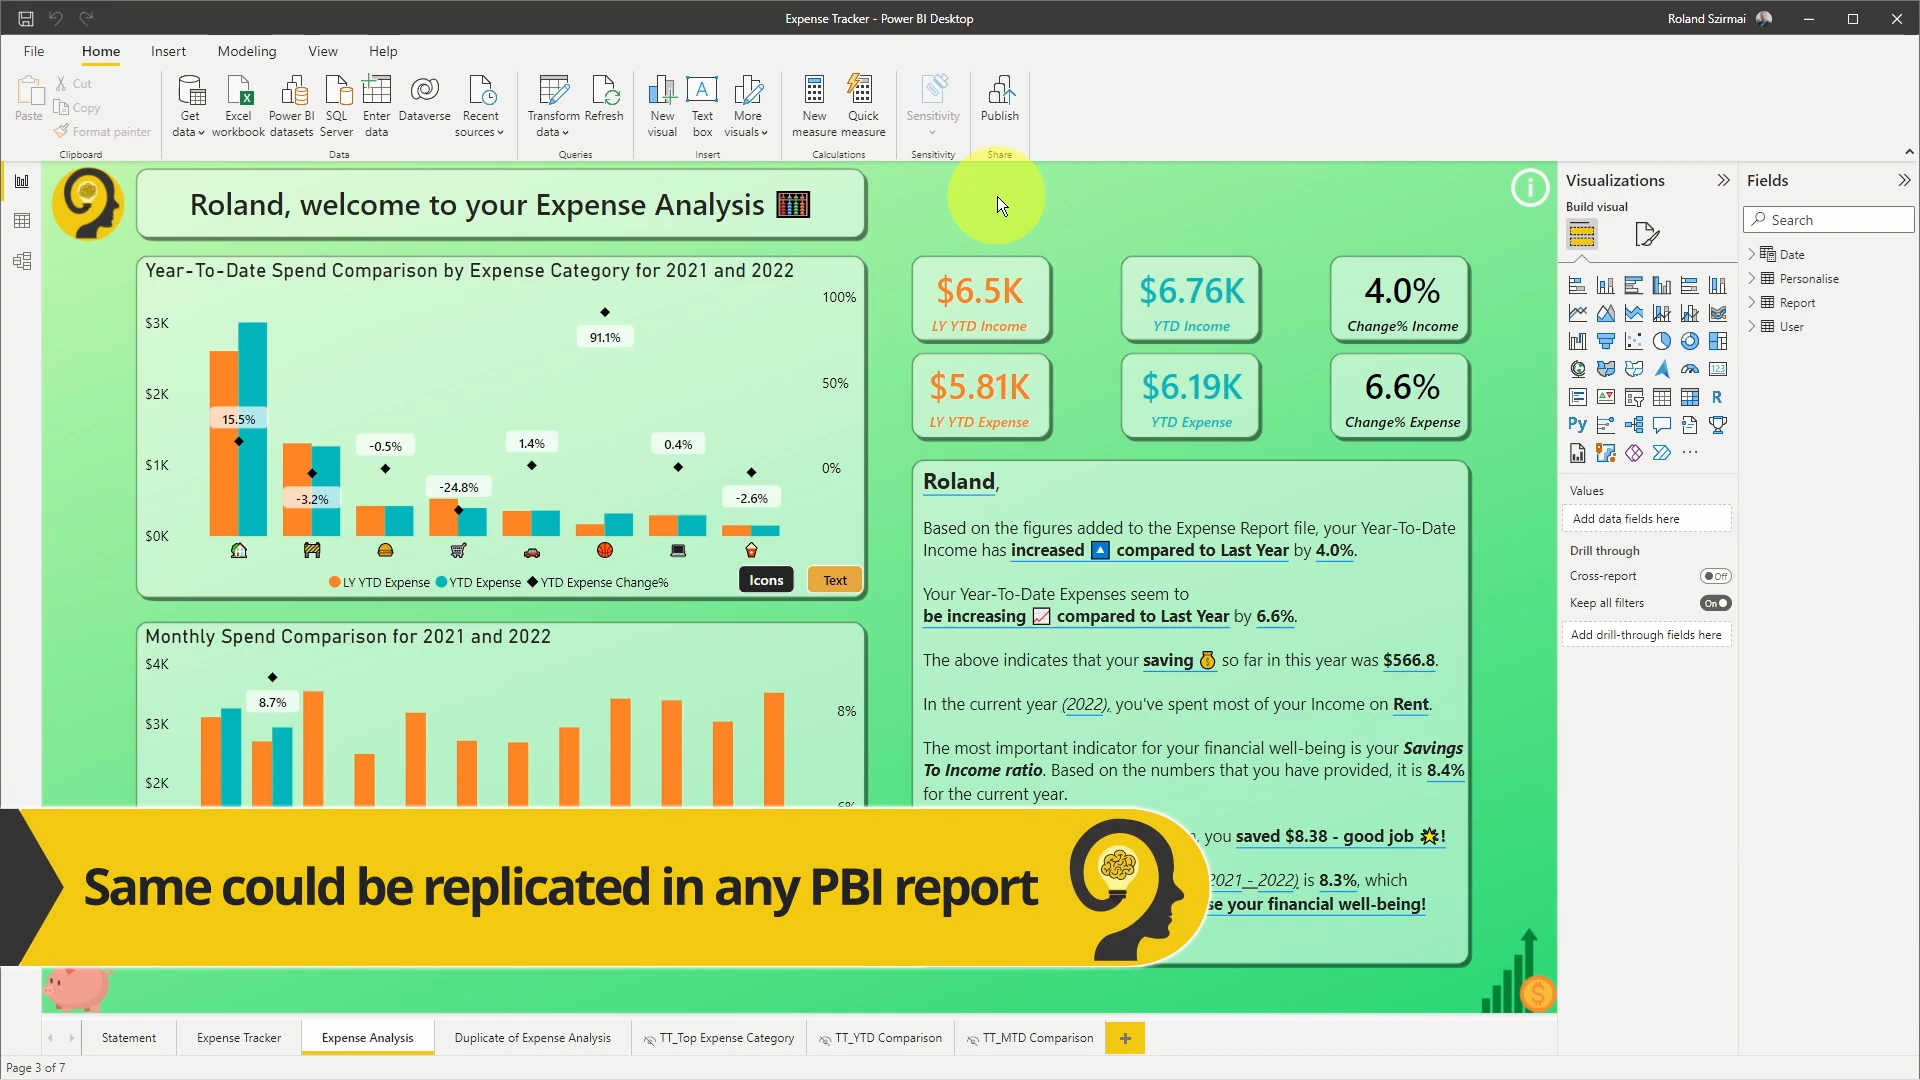 Expense Tracker - Power BI Desktop
Roland Szirmai
File
Home
Insert
Modeling
View
Help
Paste
Cut
Copy
Format painter
Clipboard
Get
data
Excel
workbook
Power BI
datasets
SQL
Server
Enter
data
Dataverse
Recent
sources
Data
Transform
data
Refresh
Queries
New
visual
Text
box
More
visuals
Insert
New
measure
Quick
measure
Calculations
Sensitivity
Sensitivity
Publish
Share
Roland, welcome to your Expense Analysis
Year-To-Date Spend Comparison by Expense Category for 2021 and 2022
$3K
$2K
$1K
$0K
100%
50%
0%
15.5%
-3.2%
-0.5%
-24.8%
1.4%
91.1%
0.4%
-2.6%
LY YTD Expense
YTD Expense
YTD Expense Change%
Icons
Text
Monthly Spend Comparison for 2021 and 2022
$4K
$3K
$2K
8.7%
8%
$6.5K
LY YTD Income
$6.76K
YTD Income
4.0%
Change% Income
$5.81K
LY YTD Expense
$6.19K
YTD Expense
6.6%
Change% Expense
Roland,
Based on the figures added to the Expense Report file, your Year-To-Date
Income has increased compared to Last Year by 4.0%.
Your Year-To-Date Expenses seem to
be increasing compared to Last Year by 6.6%.
The above indicates that your saving so far in this year was $566.8.
In the current year (2022), you've spent most of your Income on Rent.
The most important indicator for your financial well-being is your Savings
To Income ratio. Based on the numbers that you have provided, it is 8.4%
for the current year.
, you saved $8.38 - good job !
2021 - 2022) is 8.3%, which
se your financial well-being!
Same could be replicated in any PBI report
Visualizations
Build visual
123
R
Py
Values
Add data fields here
Drill through
Cross-report
Off
Keep all filters
On
Add drill-through fields here
Fields
Search
Date
Personalise
Report
User
Statement
Expense Tracker
Expense Analysis
Duplicate of Expense Analysis
TT_Top Expense Category
TT_YTD Comparison
TT_MTD Comparison
Page 3 of 7